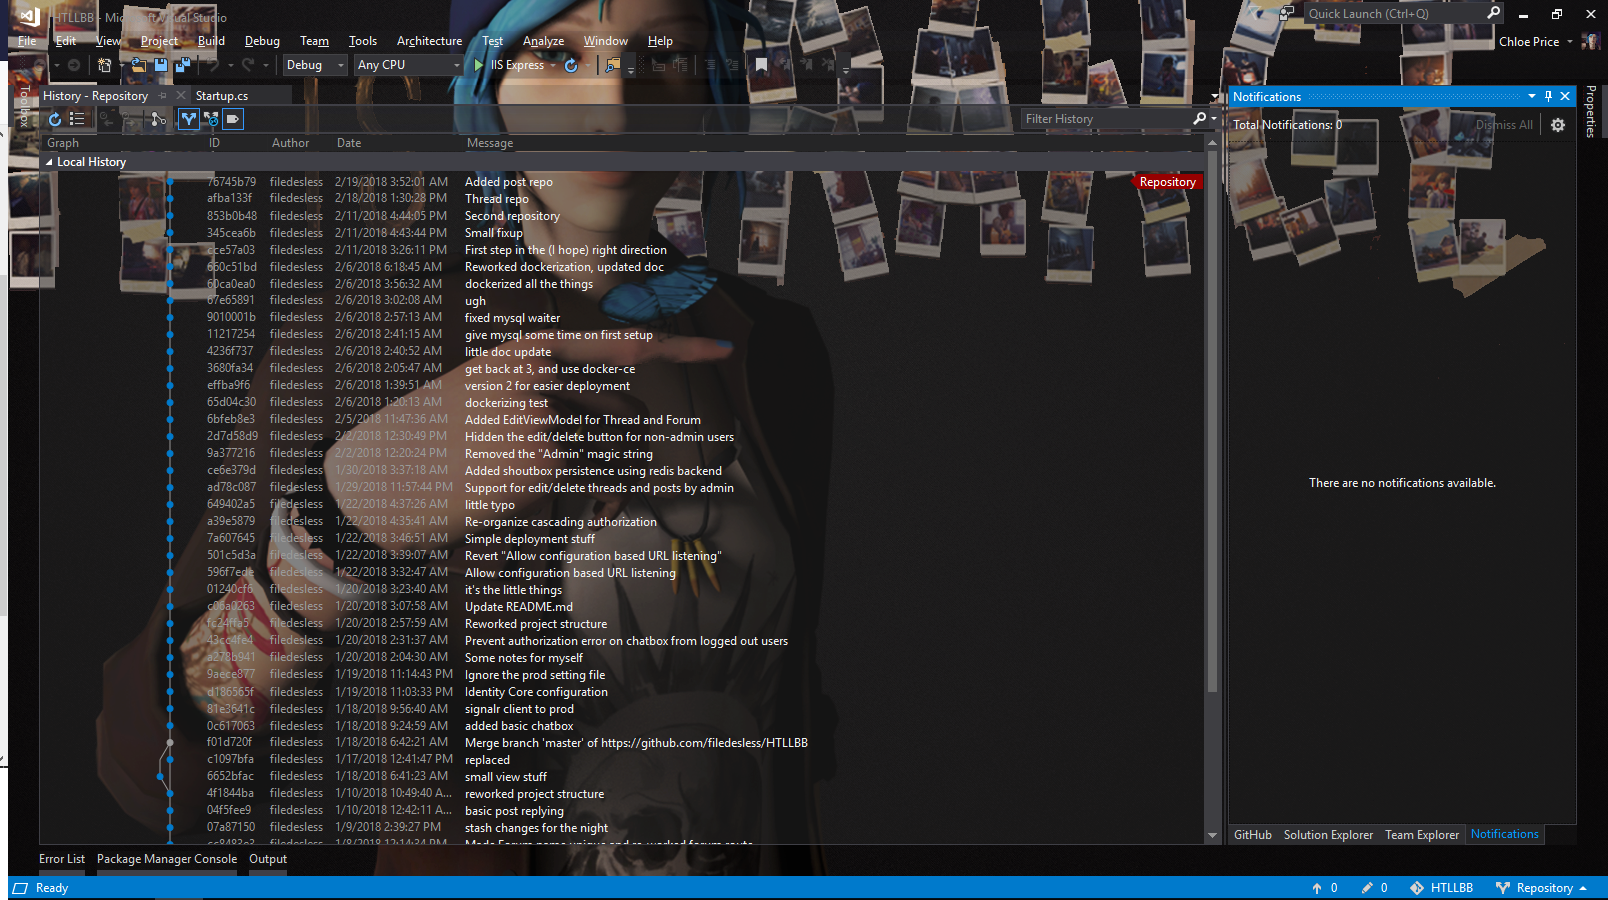 HTLLBB - Microsoft Visual Studio
Quick Launch (Ctrl+Q)
File Edit View Project Build Debug Team Tools Architecture Test Analyze Window Help
Chloe Price
Debug Any CPU IIS Express
Toolbox
History - Repository Startup.cs
Notifications
Properties
Filter History
Total Notifications: 0 Dismiss All
Graph ID Author Date Message
Local History
76745b79 filedesless 2/19/2018 3:52:01 AM Added post repo Repository
afba133f filedesless 2/18/2018 1:30:28 PM Thread repo
853b0b48 filedesless 2/11/2018 4:44:05 PM Second repository
345cea6b filedesless 2/11/2018 4:43:44 PM Small fixup
cce57a03 filedesless 2/11/2018 3:26:11 PM First step in the (I hope) right direction
660c51bd filedesless 2/6/2018 6:18:45 AM Reworked dockerization, updated doc
60ca0ea0 filedesless 2/6/2018 3:56:32 AM dockerized all the things
67e65891 filedesless 2/6/2018 3:02:08 AM ugh
9010001b filedesless 2/6/2018 2:57:13 AM fixed mysql waiter
11217254 filedesless 2/6/2018 2:41:15 AM give mysql some time on first setup
4236f737 filedesless 2/6/2018 2:40:52 AM little doc update
3680fa34 filedesless 2/6/2018 2:05:47 AM get back at 3, and use docker-ce
effba9f6 filedesless 2/6/2018 1:39:51 AM version 2 for easier deployment
65d04c30 filedesless 2/6/2018 1:20:13 AM dockerizing test
6bfeb8e3 filedesless 2/5/2018 11:47:36 AM Added EditViewModel for Thread and Forum
2d7d58d9 filedesless 2/2/2018 12:30:49 PM Hidden the edit/delete button for non-admin users
9a377216 filedesless 2/2/2018 12:20:24 PM Removed the "Admin" magic string
ce6e379d filedesless 1/30/2018 3:37:18 AM Added shoutbox persistence using redis backend
ad78c087 filedesless 1/29/2018 11:57:44 PM Support for edit/delete threads and posts by admin
649402a5 filedesless 1/22/2018 4:37:26 AM little typo
a39e5879 filedesless 1/22/2018 4:35:41 AM Re-organize cascading authorization
7a607645 filedesless 1/22/2018 3:46:51 AM Simple deployment stuff
501c5d3a filedesless 1/22/2018 3:39:07 AM Revert "Allow configuration based URL listening"
596f7ede filedesless 1/22/2018 3:32:47 AM Allow configuration based URL listening
01240cf6 filedesless 1/20/2018 3:23:40 AM it's the little things
c06a0263 filedesless 1/20/2018 3:07:58 AM Update README.md
fc24ffa5 filedesless 1/20/2018 2:57:59 AM Reworked project structure
43cc4fe4 filedesless 1/20/2018 2:31:37 AM Prevent authorization error on chatbox from logged out users
a278b941 filedesless 1/20/2018 2:04:30 AM Some notes for myself
9aece877 filedesless 1/19/2018 11:14:43 PM Ignore the prod setting file
d186565f filedesless 1/19/2018 11:03:33 PM Identity Core configuration
81e3641c filedesless 1/18/2018 9:56:40 AM signalr client to prod
0c617063 filedesless 1/18/2018 9:24:59 AM added basic chatbox
f01d720f filedesless 1/18/2018 6:42:21 AM Merge branch 'master' of https://github.com/filedesless/HTLLBB
c1097bfa filedesless 1/17/2018 12:41:47 PM replaced
6652bfac filedesless 1/18/2018 6:41:23 AM small view stuff
4f1844ba filedesless 1/10/2018 10:49:40 A... reworked project structure
04f5fee9 filedesless 1/10/2018 12:42:11 A... basic post replying
07a87150 filedesless 1/9/2018 2:39:27 PM stash changes for the night
There are no notifications available.
GitHub Solution Explorer Team Explorer Notifications
Error List Package Manager Console Output
Ready 0 0 HTLLBB Repository